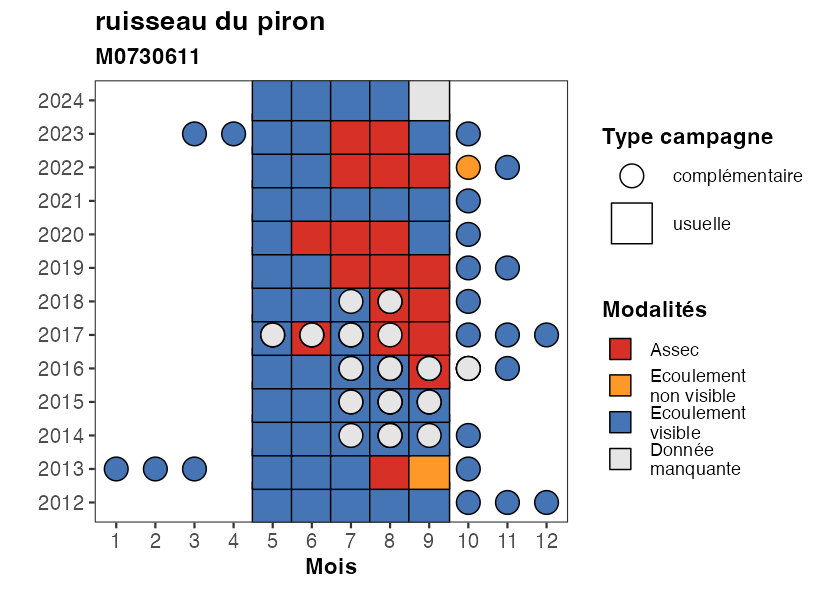 ruisseau du piron
M0730611
2024
2023
2022
2021
2020
2019
2018
2017
2016
2015
2014
2013
2012
1 2 3 4 5 6 7 8 9 10 11 12
Mois
Type campagne
complémentaire
usuelle
Modalités
Assec
Ecoulement
non visible
Ecoulement
visible
Donnée
manquante